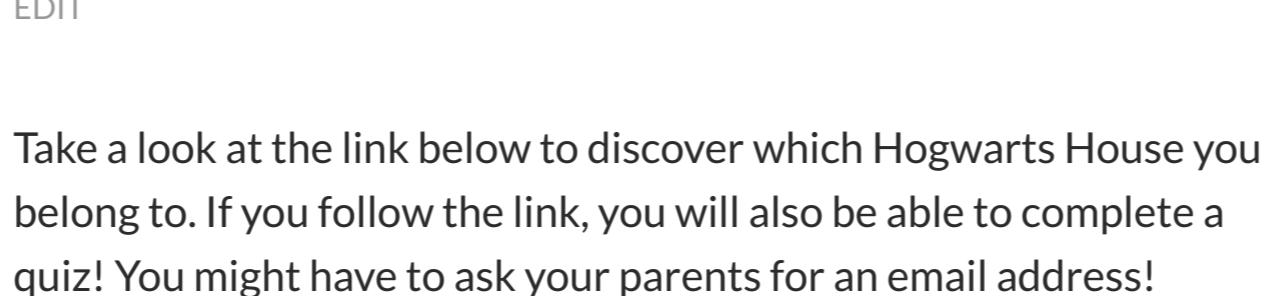 EDIT
Take a look at the link below to discover which Hogwarts House you
belong to. If you follow the link, you will also be able to complete a
quiz! You might have to ask your parents for an email address!